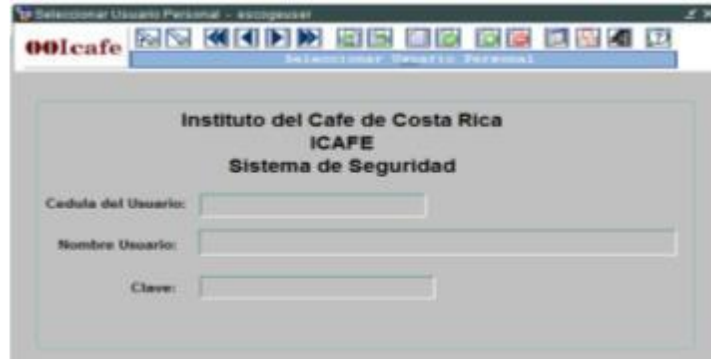 Seleccionar Usuario Personal - escogeuser
00Icafe
Seleccionar Usuario Personal
Instituto del Cafe de Costa Rica
ICAFE
Sistema de Seguridad
Cedula del Usuario:
Nombre Usuario:
Clave: